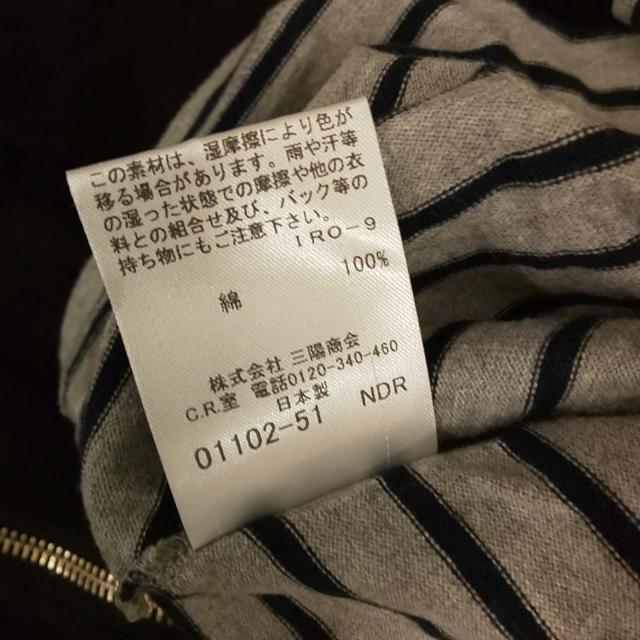 この素材は、湿摩擦により色が
移る場合があります。雨や汗等
の湿った状態での摩擦や他の衣
料との組合せ及び、バック等の
持ち物にもご注意下さい。
IRO-9
綿 100%
株式会社 三陽商会
C.R.室 電話0120-340-460
日本製
01102-51 NDR